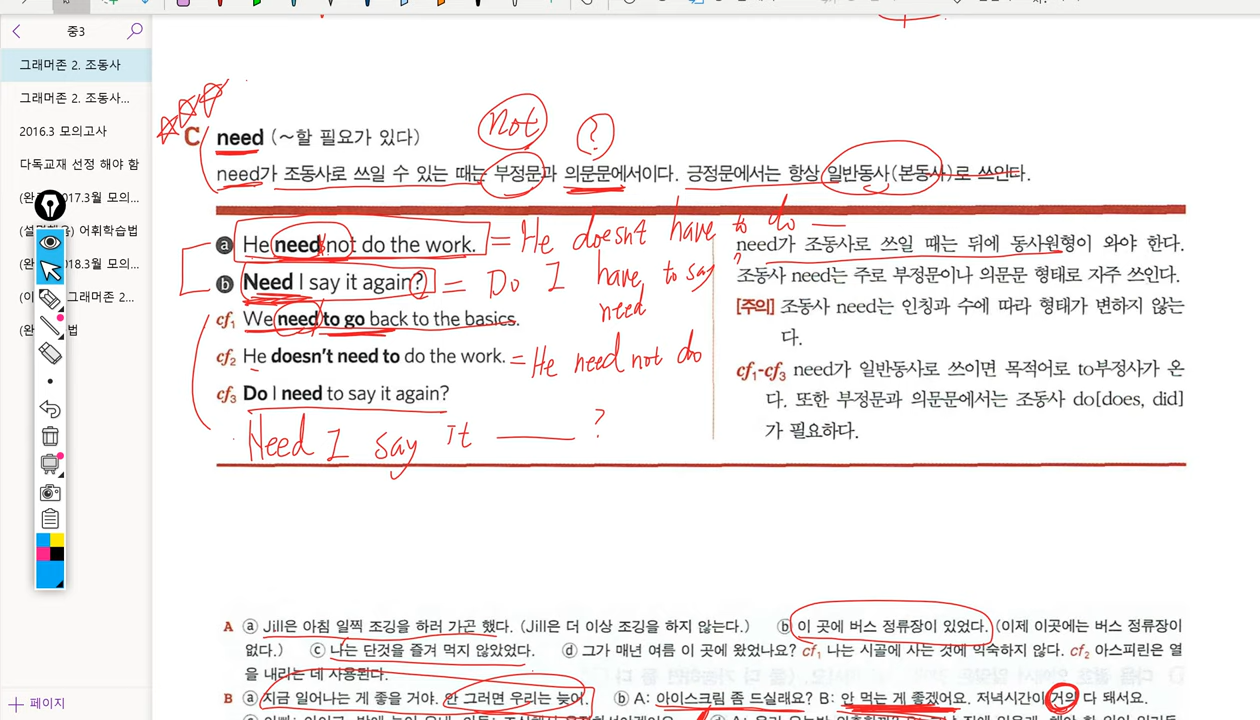 중3
그래머존 2. 조동사
그래머존 2. 조동사...
2016.3 모의고사
다독교재 선정 해야 함
017.3월 모의...
어휘학습법
018.3월 모의...
그래머존 2...
법
페이지
not
?
C need (~할 필요가 있다)
need가 조동사로 쓰일 수 있는 때는 부정문과 의문문에서이다. 긍정문에서는 항상 일반동사(본동사)로 쓰인다.
a He need not do the work. = He doesn't have to do
b Need I say it again? = Do I have to say
need
cf1 We need to go back to the basics.
cf2 He doesn't need to do the work. = He need not do
cf3 Do I need to say it again?
Need I say it ?
need가 조동사로 쓰일 때는 뒤에 동사원형이 와야 한다.
조동사 need는 주로 부정문이나 의문문 형태로 자주 쓰인다.
[주의] 조동사 need는 인칭과 수에 따라 형태가 변하지 않는
다.
cf1-cf3 need가 일반동사로 쓰이면 목적어로 to부정사가 온
다. 또한 부정문과 의문문에서는 조동사 do[does, did]
가 필요하다.
A ⓐ Jill은 아침 일찍 조깅을 하러 가곤 했다. (Jill은 더 이상 조깅을 하지 않는다.) ⓑ 이 곳에 버스 정류장이 있었다. (이제 이곳에는 버스 정류장이
없다.) ⓒ 나는 단것을 즐겨 먹지 않았었다. ⓓ 그가 매년 여름 이 곳에 왔었나요? cf1 나는 시골에 사는 것에 익숙하지 않다. cf2 아스피린은 열
을 내리는 데 사용된다.
B ⓐ 지금 일어나는 게 좋을 거야. 안 그러면 우리는 늦어. ⓑ A: 아이스크림 좀 드실래요? B: 안 먹는 게 좋겠어요. 저녁시간이 거의 다 돼서요.